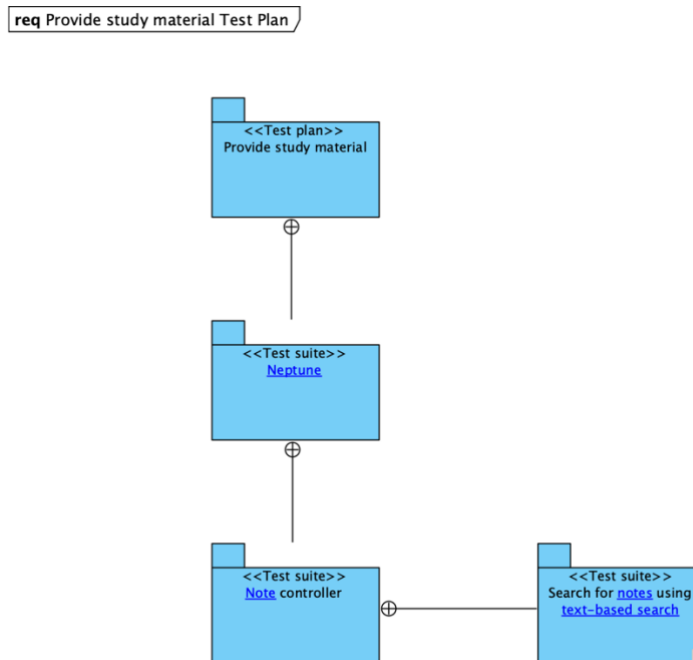 req Provide study material Test Plan
<<Test plan>>
Provide study material
<<Test suite>>
Neptune
<<Test suite>>
Note controller
<<Test suite>>
Search for notes using
text-based search